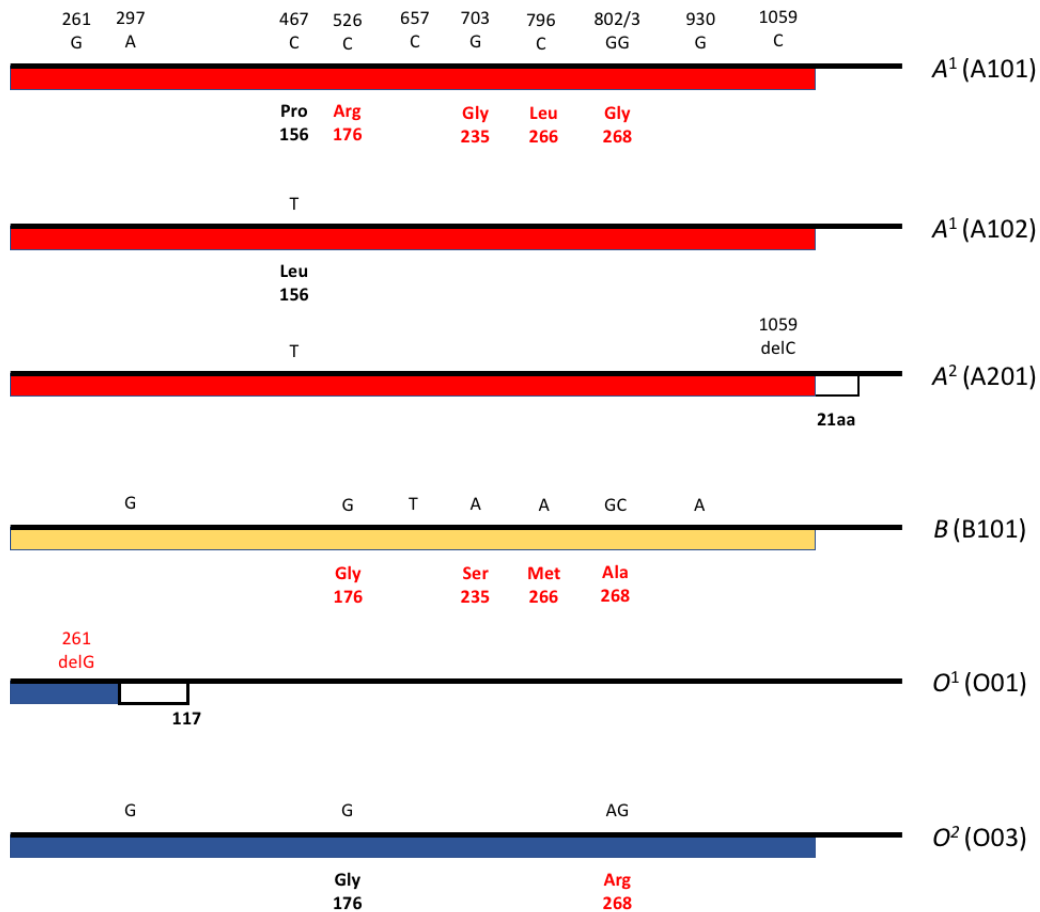 261 297 467 526 657 703 796 802/3 930 1059
G A C C C G C GG G C
A¹ (A101)
Pro Arg Gly Leu Gly
156 176 235 266 268
T
A¹ (A102)
Leu
156
1059
T delC
A² (A201)
21aa
G G T A A GC A
B (B101)
Gly Ser Met Ala
176 235 266 268
261
delG
O¹ (O01)
117
G G AG
O² (O03)
Gly Arg
176 268